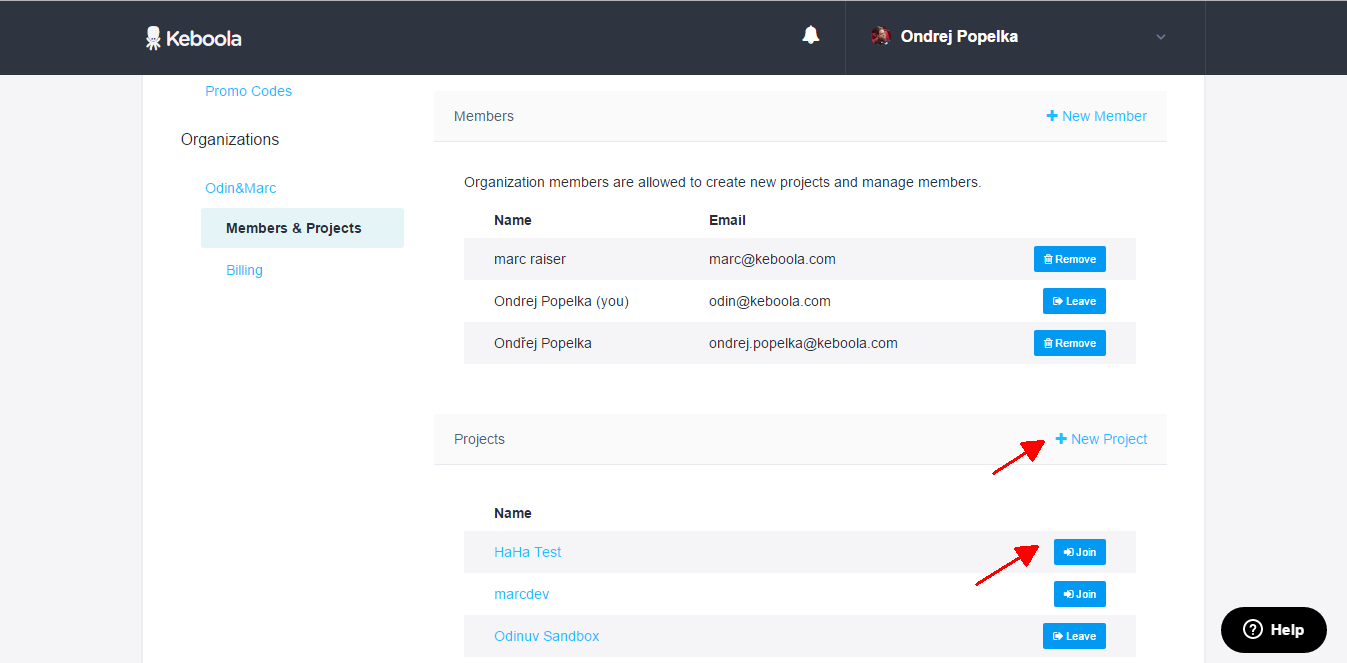 Keboola
Ondrej Popelka
Promo Codes
Organizations
Odin&Marc
Members & Projects
Billing
Members
New Member
Organization members are allowed to create new projects and manage members.
Name Email
marc raiser marc@keboola.com Remove
Ondrej Popelka (you) odin@keboola.com Leave
Ondřej Popelka ondrej.popelka@keboola.com Remove
Projects
New Project
Name
HaHa Test Join
marcdev Join
Odinuv Sandbox Leave
? Help